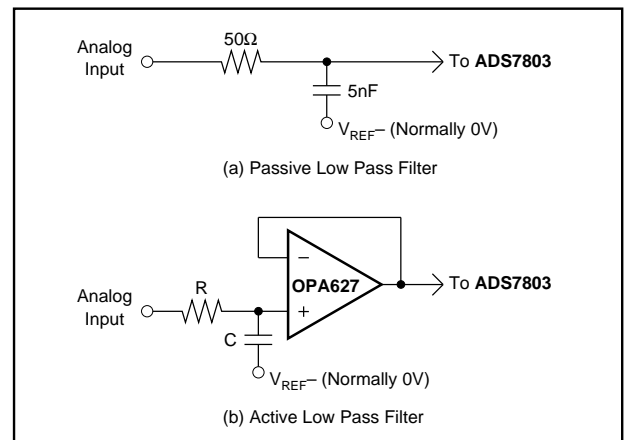 50Ω
Analog
Input
To ADS7803
5nF
VREF– (Normally 0V)
(a) Passive Low Pass Filter
–
OPA627
To ADS7803
R
Analog
Input
+
C
VREF– (Normally 0V)
(b) Active Low Pass Filter